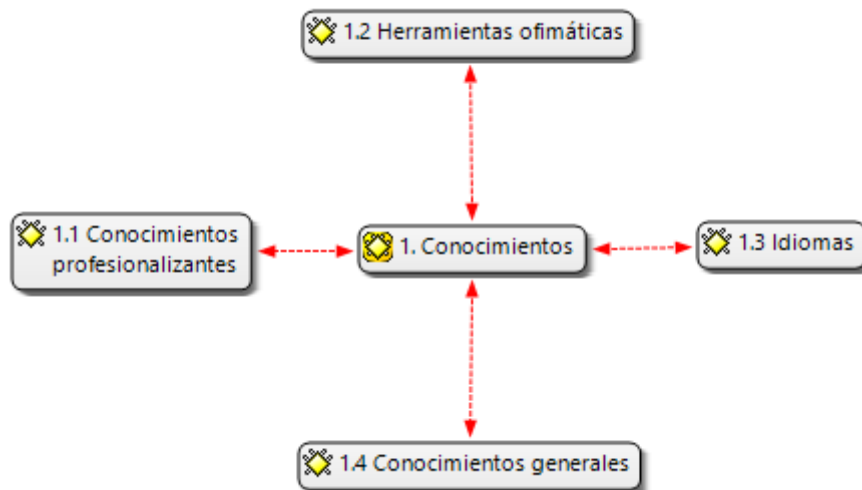 1.2 Herramientas ofimáticas
1.1 Conocimientos
profesionalizantes
1. Conocimientos
1.3 Idiomas
1.4 Conocimientos generales